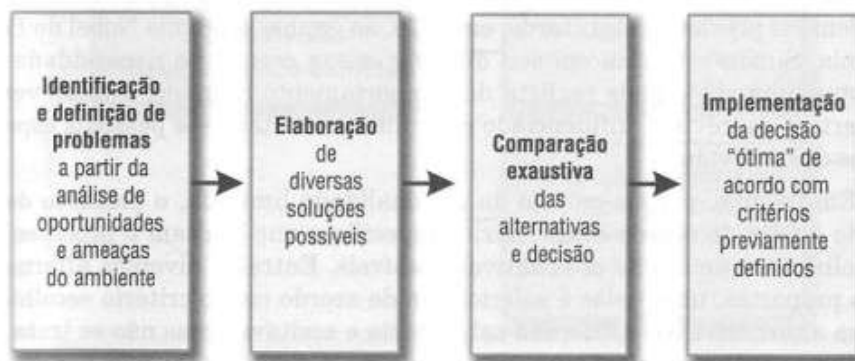 Identificação
e definição de
problemas
a partir da
análise de
oportunidades
e ameaças
do ambiente
Elaboração
de
diversas
soluções
possíveis
Comparação
exaustiva
das
alternativas
e decisão
Implementação
da decisão
“ótima” de
acordo com
critérios
previamente
definidos